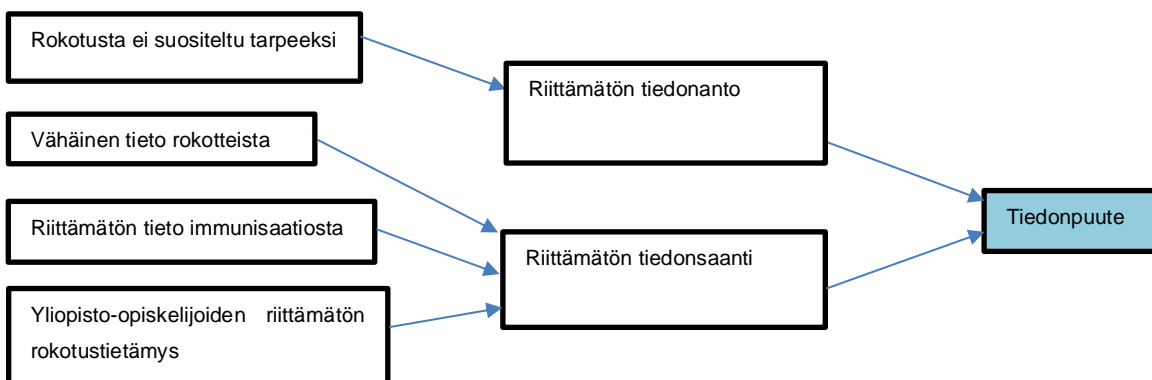 Rokotusta ei suositeltu tarpeeksi
Vähäinen tieto rokotteista
Riittämätön tieto immunisaatiosta
Yliopisto-opiskelijoiden riittämätön
rokotustietämys
Riittämätön tiedonanto
Riittämätön tiedonsaanti
Tiedonpuute